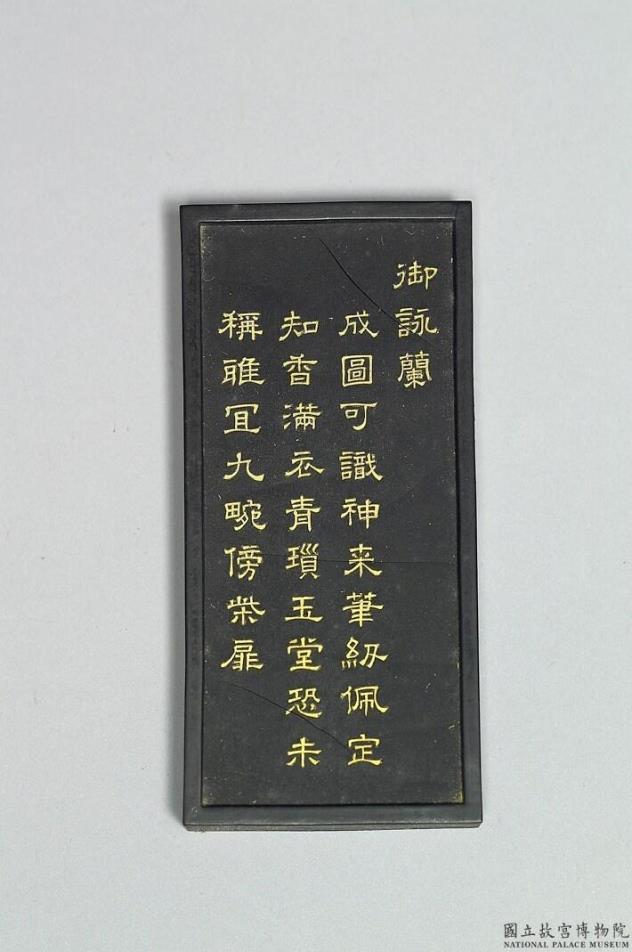 御詠蘭
成圖可識神来筆紉佩定
知香滿衣青瑣玉堂恐未
稱雖冝九畹傍柴扉
國立故宮博物院
NATIONAL PALACE MUSEUM